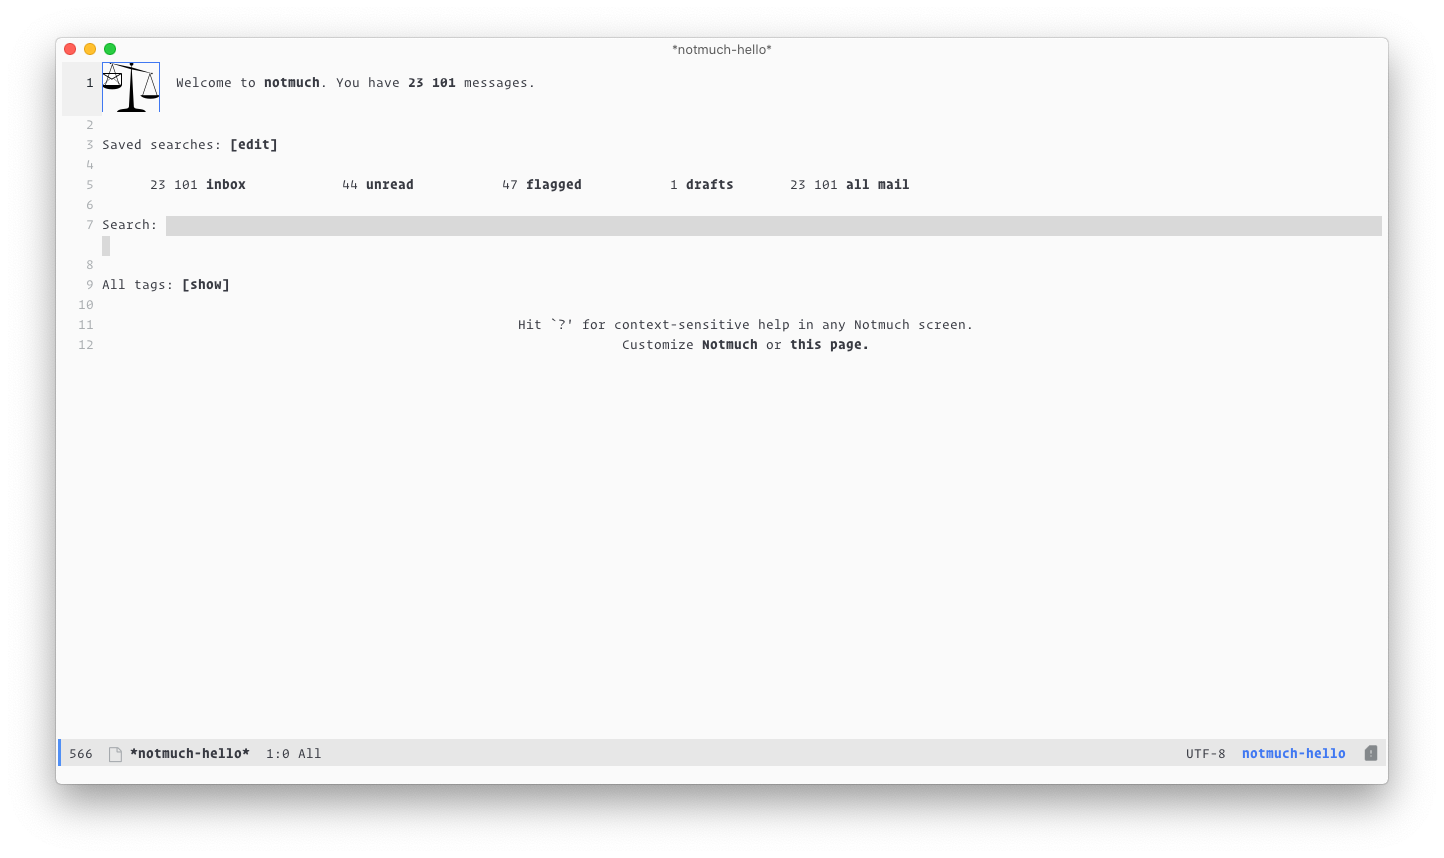 *notmuch-hello*
1 Welcome to notmuch. You have 23 101 messages.
2
3 Saved searches: [edit]
4
5 23 101 inbox 44 unread 47 flagged 1 drafts 23 101 all mail
6
7 Search:
8
9 All tags: [show]
10
11 Hit `?' for context-sensitive help in any Notmuch screen.
12 Customize Notmuch or this page.
566 *notmuch-hello* 1:0 All UTF-8 notmuch-hello